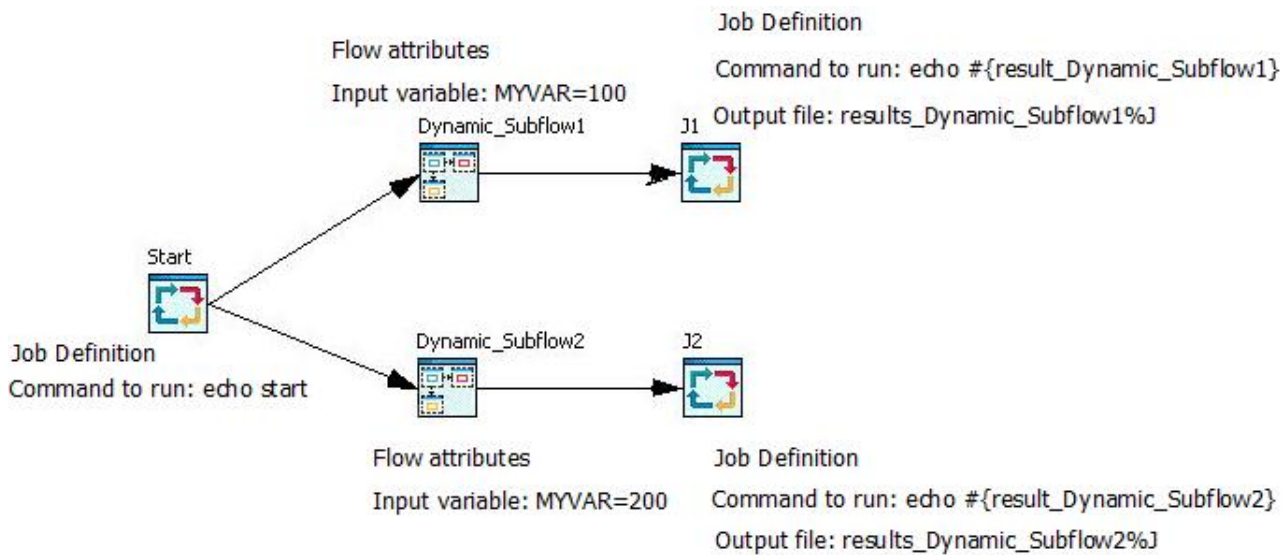 Job Definition
Flow attributes
Command to run: echo #{result_Dynamic_Subflow1}
Input variable: MYVAR=100
Output file: results_Dynamic_Subflow1%J
Dynamic_Subflow1
J1
Start
Dynamic_Subflow2
J2
Job Definition
Command to run: echo start
Flow attributes
Job Definition
Input variable: MYVAR=200
Command to run: echo #{result_Dynamic_Subflow2}
Output file: results_Dynamic_Subflow2%J